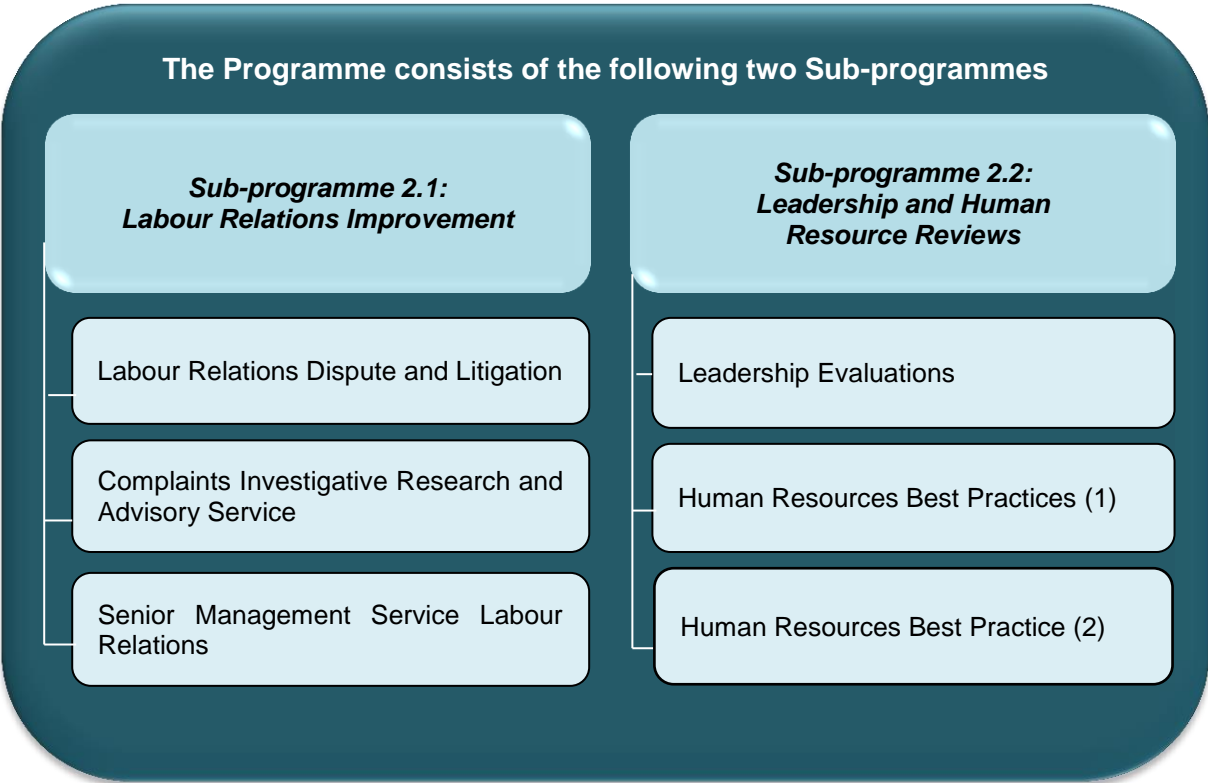 The Programme consists of the following two Sub-programmes
Sub-programme 2.1:
Labour Relations Improvement
Labour Relations Dispute and Litigation
Complaints Investigative Research and
Advisory Service
Senior Management Service Labour
Relations
Sub-programme 2.2:
Leadership and Human
Resource Reviews
Leadership Evaluations
Human Resources Best Practices (1)
Human Resources Best Practice (2)